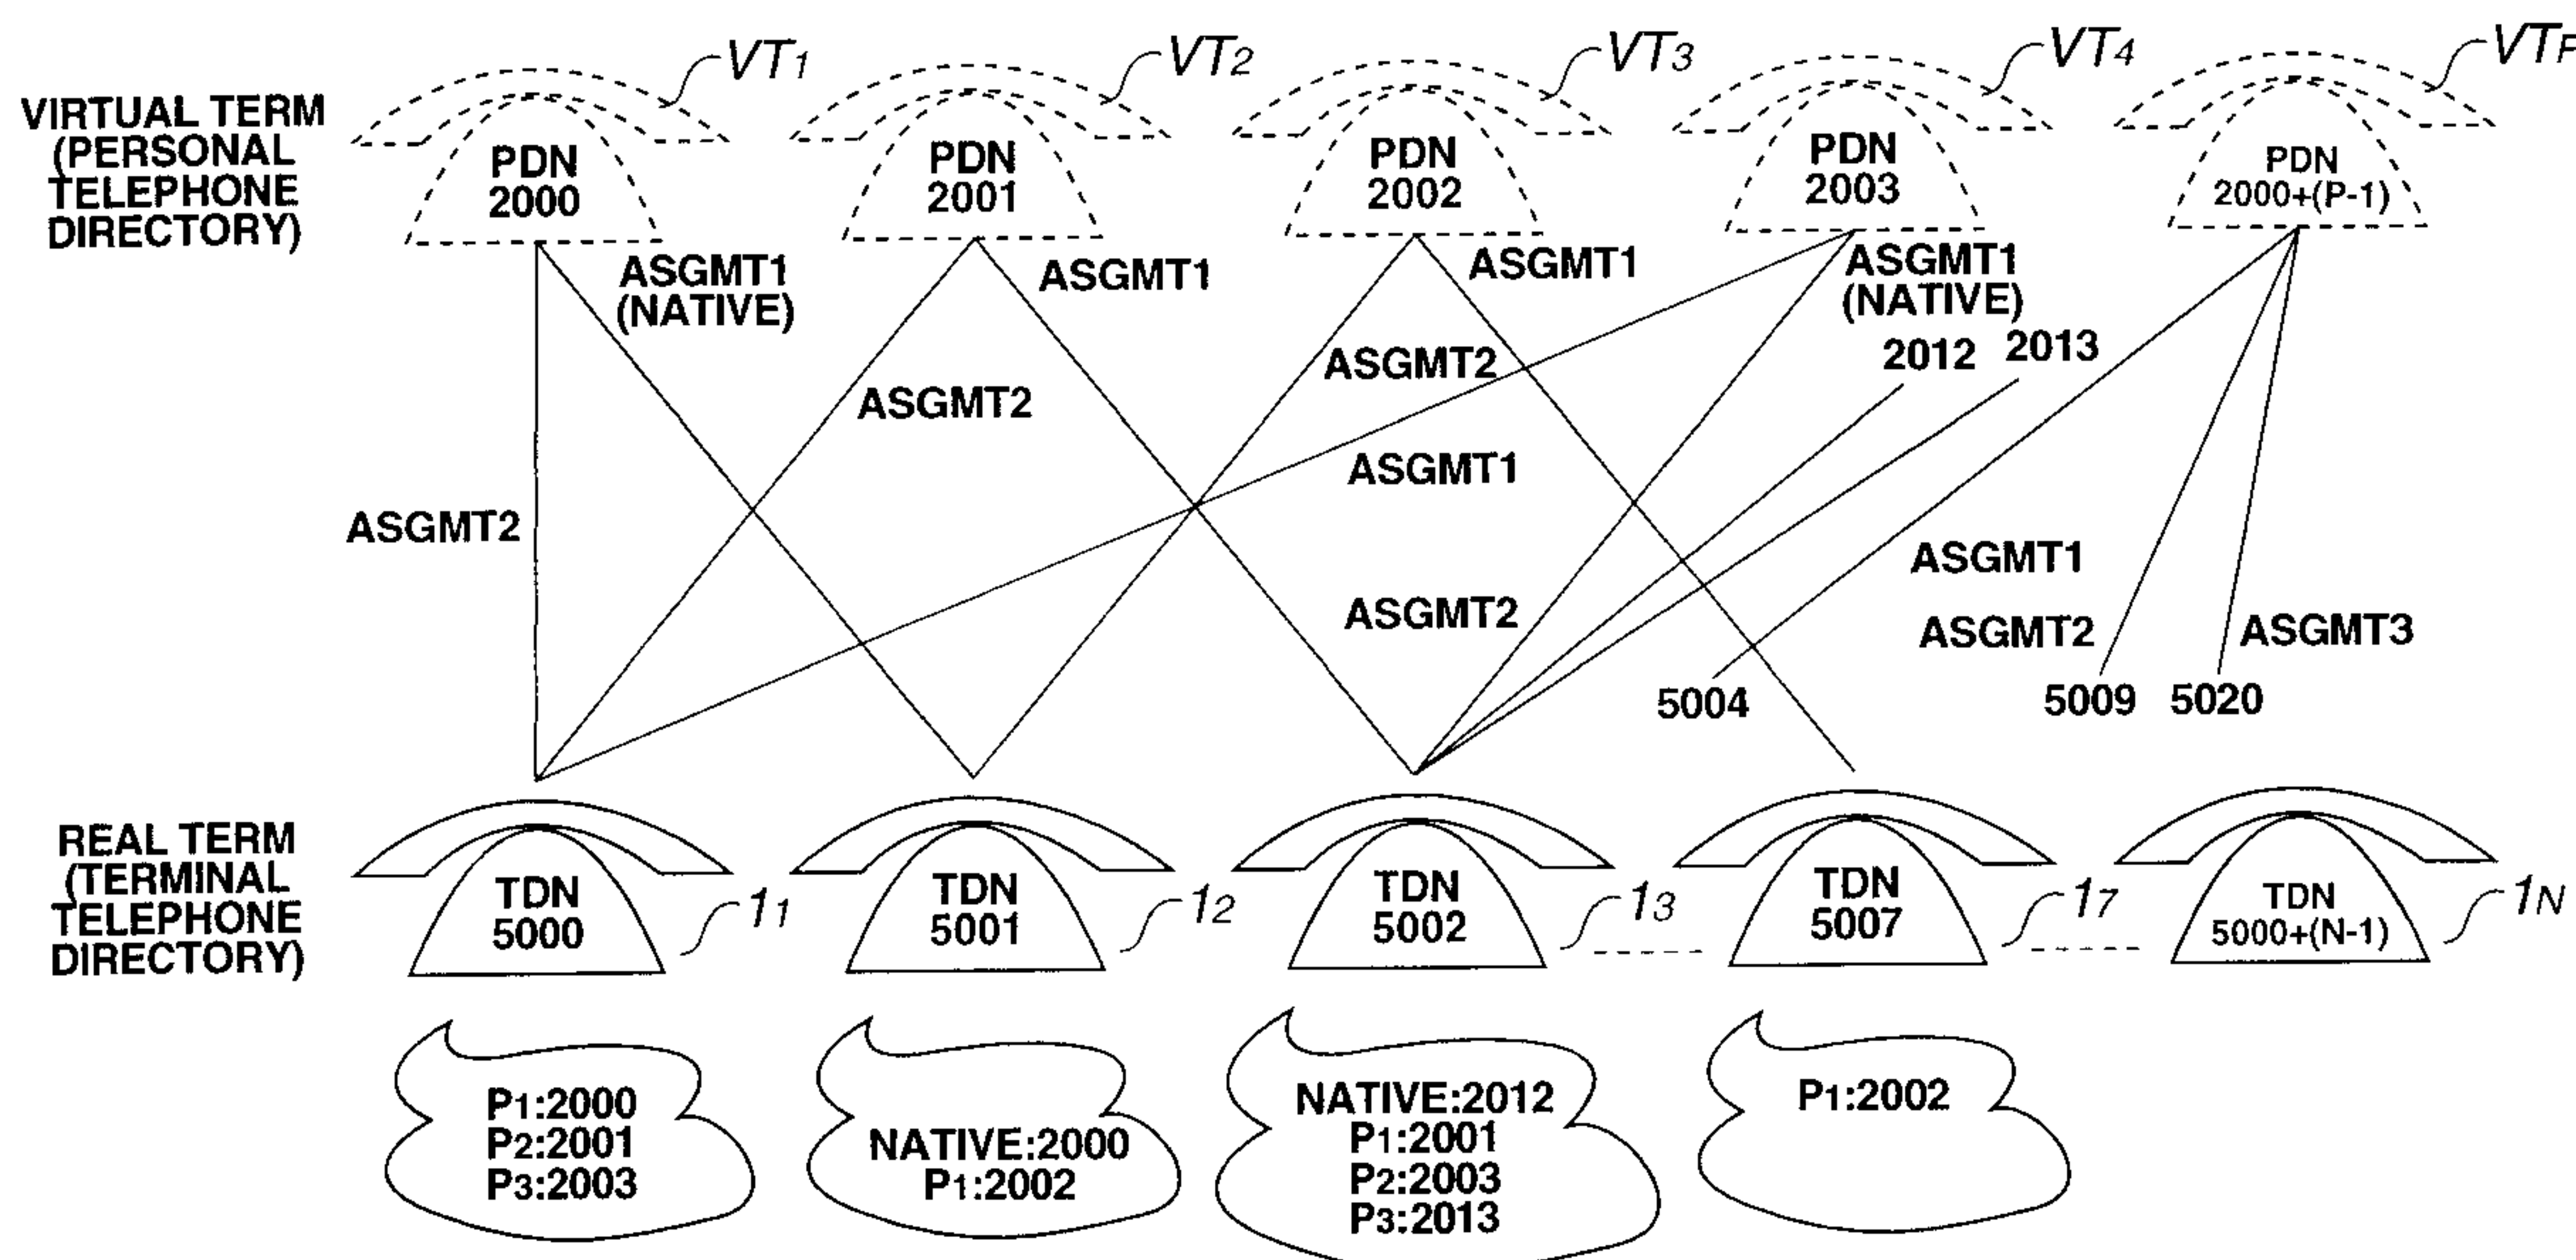 VT1
VT2
VT3
VT4
VTP
VIRTUAL TERM
(PERSONAL
TELEPHONE
DIRECTORY)
PDN
2000
PDN
2001
PDN
2002
PDN
2003
PDN
2000+(P-1)
ASGMT1
(NATIVE)
ASGMT1
ASGMT1
ASGMT1
(NATIVE)
2012
2013
ASGMT2
ASGMT2
ASGMT1
ASGMT2
ASGMT1
ASGMT2
ASGMT2
ASGMT3
5004
5009
5020
REAL TERM
(TERMINAL
TELEPHONE
DIRECTORY)
TDN
5000
11
TDN
5001
12
TDN
5002
13
TDN
5007
17
TDN
5000+(N-1)
1N
P1:2000
P2:2001
P3:2003
NATIVE:2000
P1:2002
NATIVE:2012
P1:2001
P2:2003
P3:2013
P1:2002